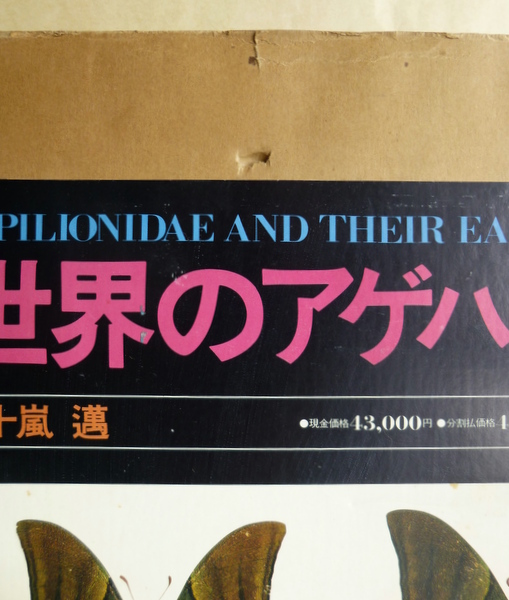 PILIONIDAE AND THEIR EA
世界のアゲハ
十嵐 邁
●現金価格43,000円 ●分割払価格4